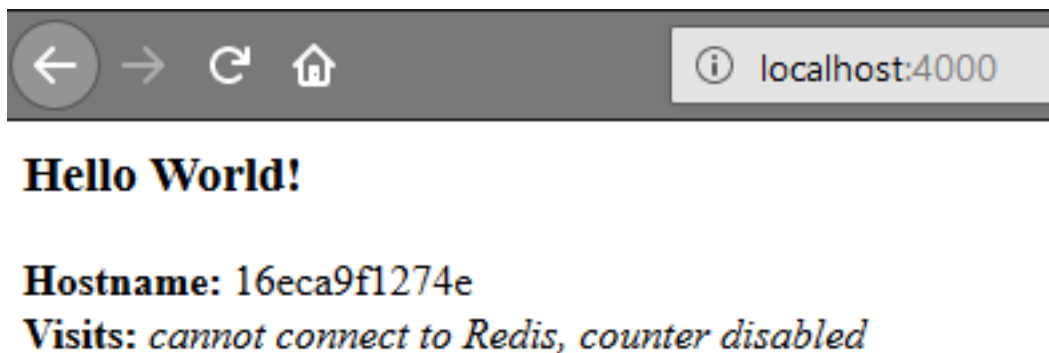 localhost:4000
Hello World!
Hostname: 16eca9f1274e
Visits: cannot connect to Redis, counter disabled